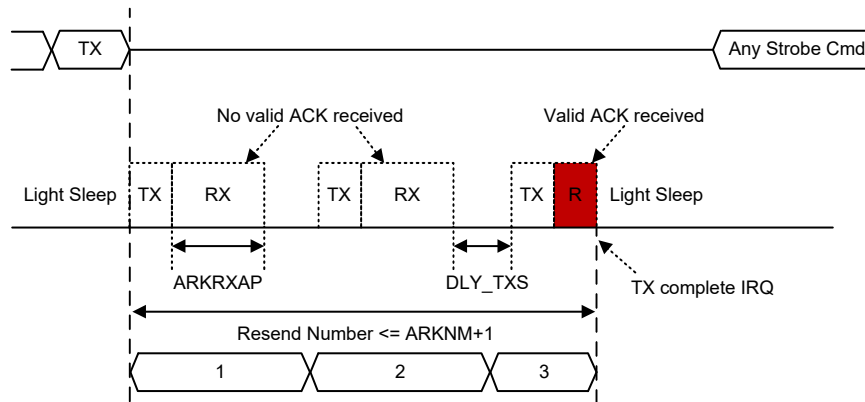 TX
Any Strobe Cmd
No valid ACK received
Valid ACK received
Light Sleep
TX
RX
TX
RX
TX
R
Light Sleep
ARKRXAP
DLY_TXS
TX complete IRQ
Resend Number <= ARKNM+1
1
2
3